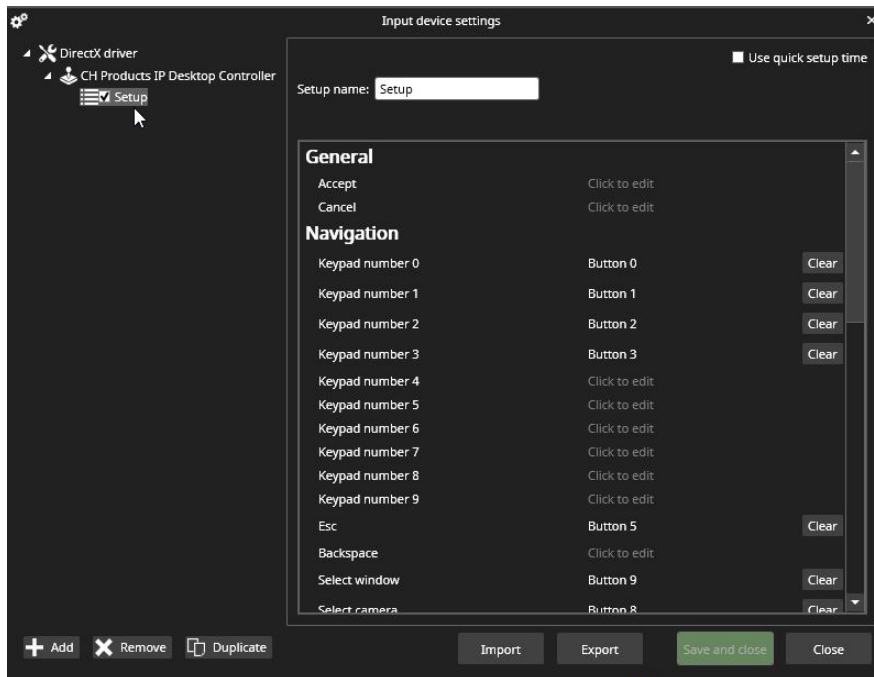 Input device settings
DirectX driver
CH Products IP Desktop Controller
Setup
Use quick setup time
Setup name: Setup
General
Accept Click to edit
Cancel Click to edit
Navigation
Keypad number 0 Button 0 Clear
Keypad number 1 Button 1 Clear
Keypad number 2 Button 2 Clear
Keypad number 3 Button 3 Clear
Keypad number 4 Click to edit
Keypad number 5 Click to edit
Keypad number 6 Click to edit
Keypad number 7 Click to edit
Keypad number 8 Click to edit
Keypad number 9 Click to edit
Esc Button 5 Clear
Backspace Click to edit
Select window Button 9 Clear
Select camera Button 8 Clear
Add Remove Duplicate Import Export Save and close Close